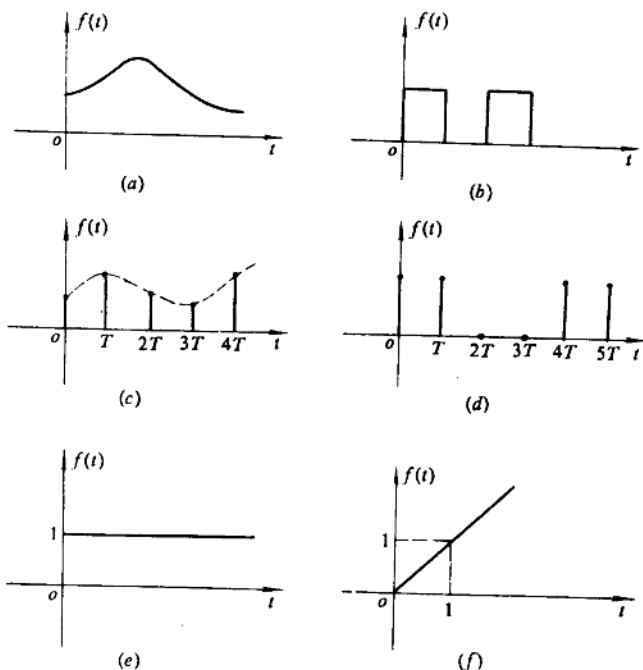 f(t)
f(t)
o
t
o
t
(a)
(b)
f(t)
f(t)
o
T
2T
3T
4T
t
o
T
2T
3T
4T
5T
t
(c)
(d)
f(t)
f(t)
1
1
o
t
o
1
t
(e)
(f)